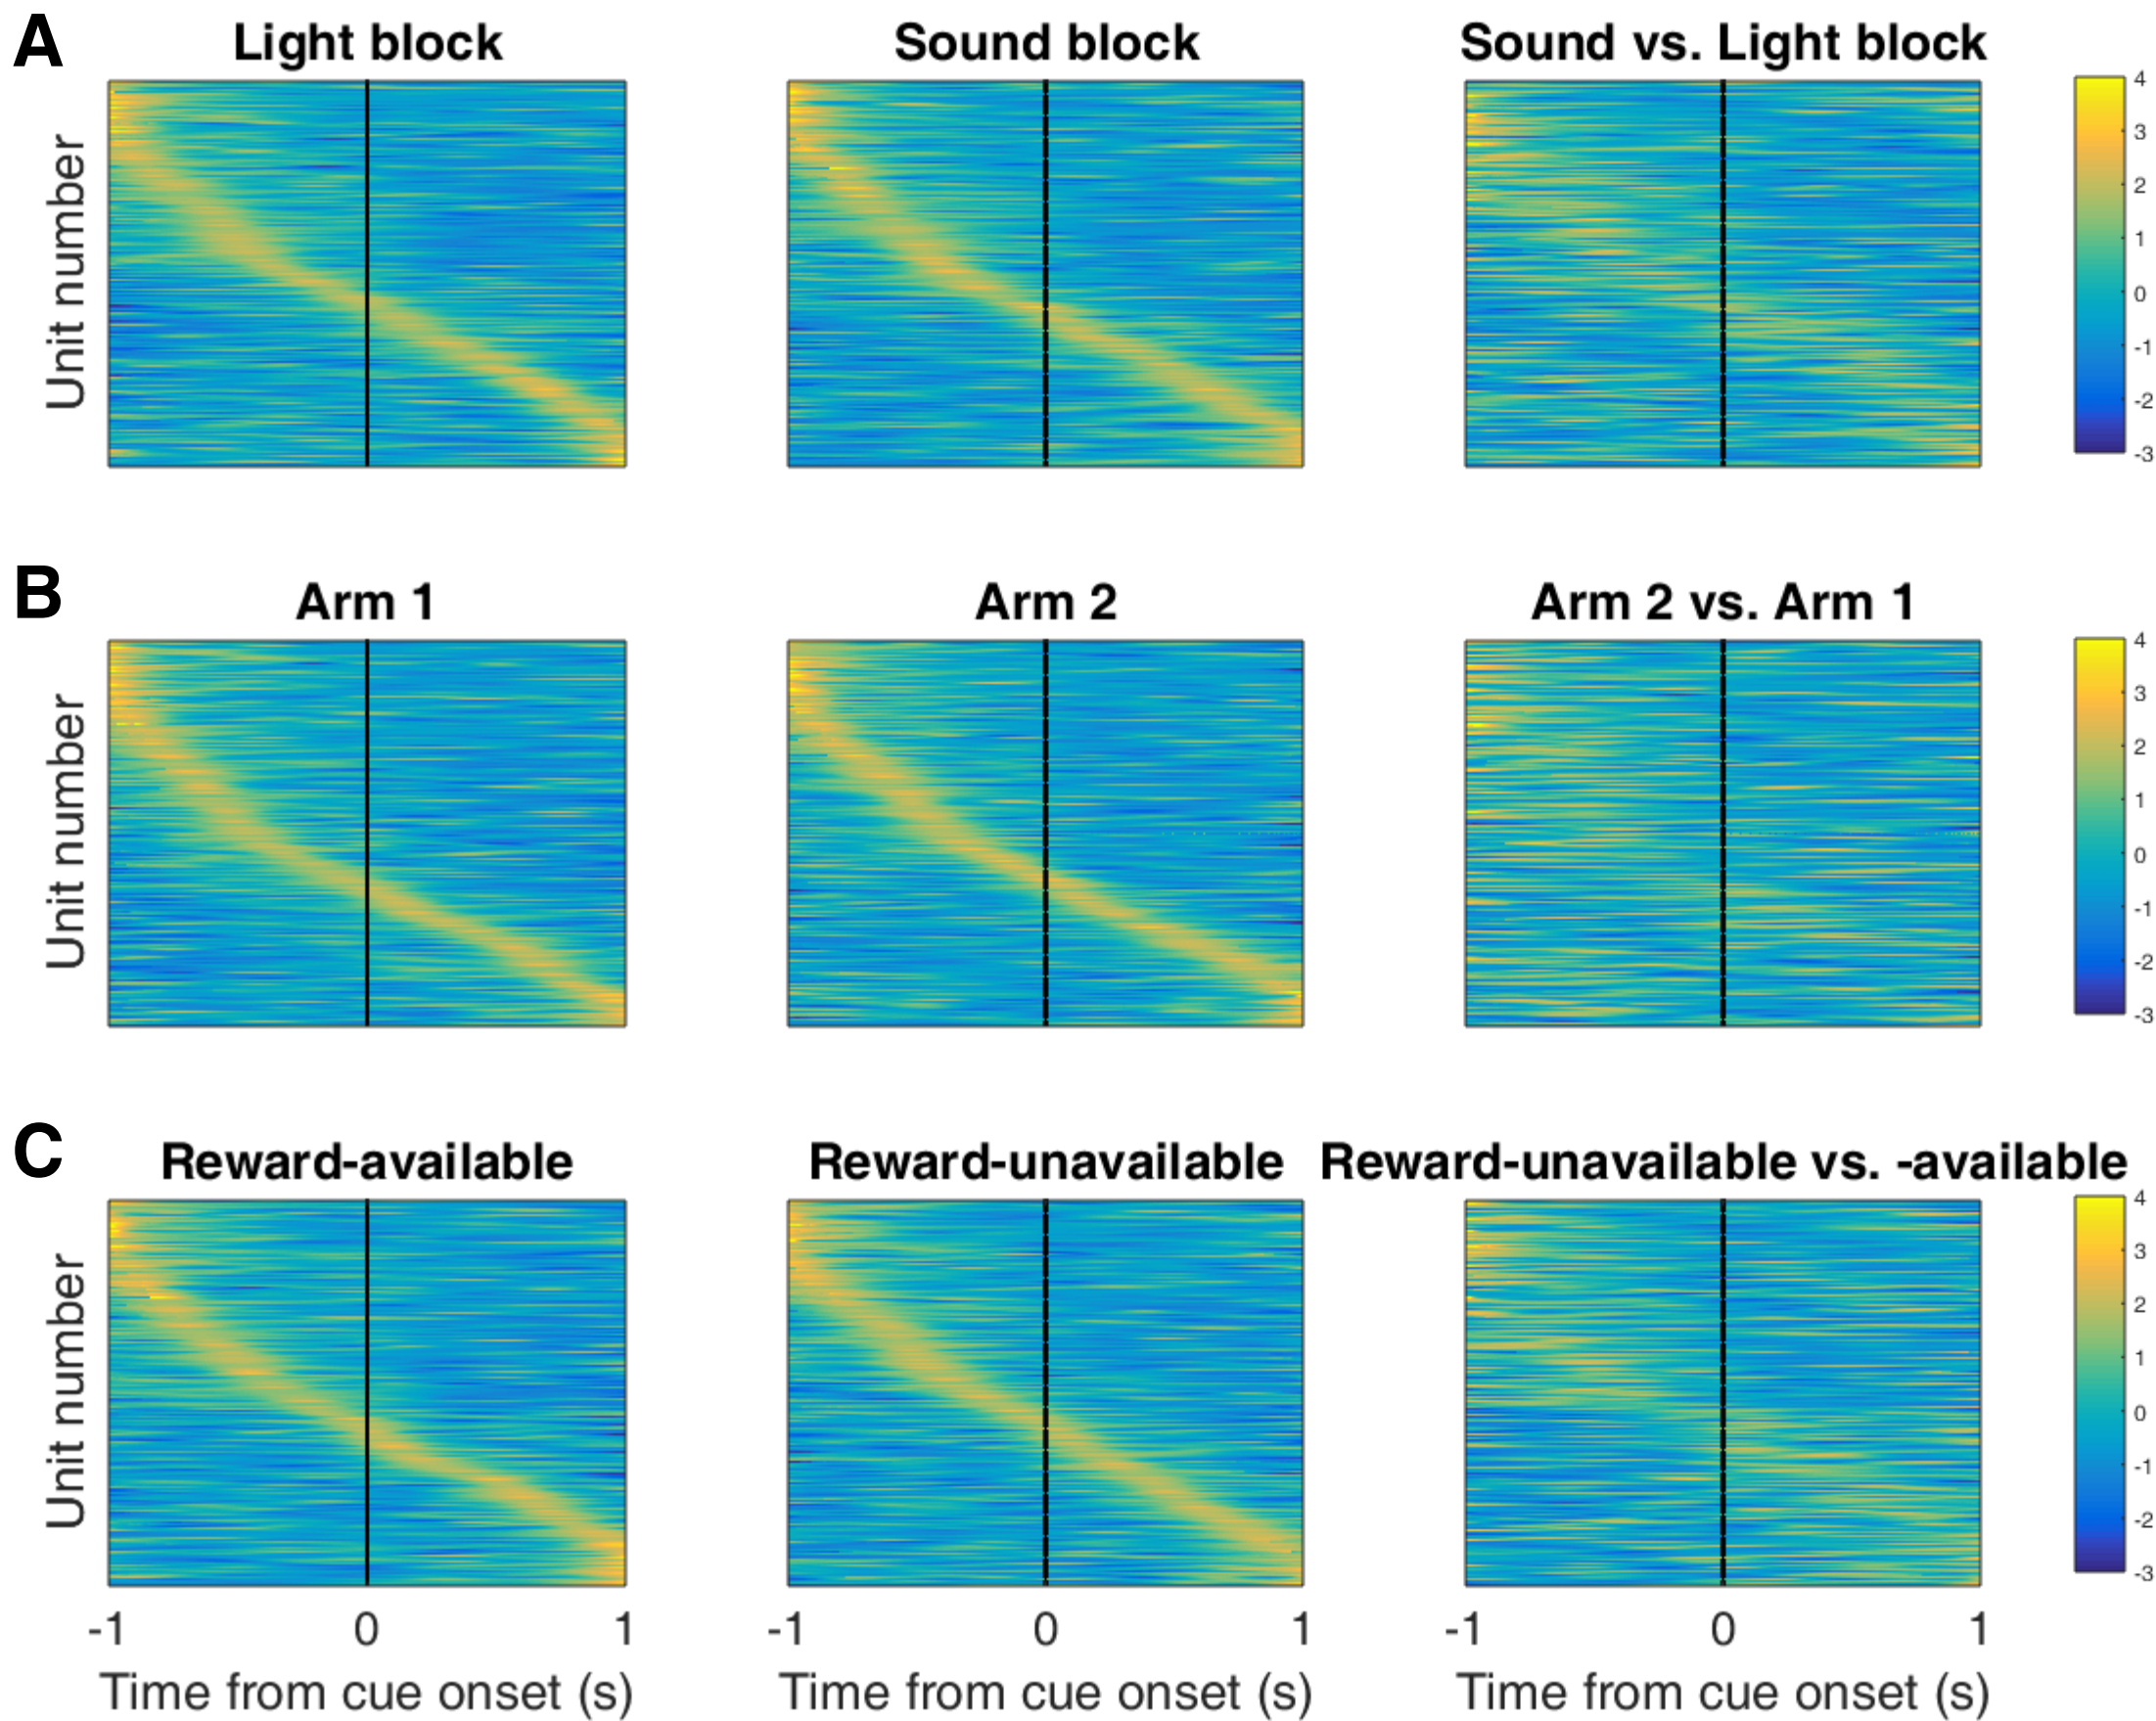 A
Light block
Sound block
Sound vs. Light block
Unit number
4
3
2
1
0
-1
-2
-3
B
Arm 1
Arm 2
Arm 2 vs. Arm 1
Unit number
4
3
2
1
0
-1
-2
-3
C
Reward-available
Reward-unavailable
Reward-unavailable vs. -available
Unit number
4
3
2
1
0
-1
-2
-3
-1 0 1
-1 0 1
-1 0 1
Time from cue onset (s)
Time from cue onset (s)
Time from cue onset (s)